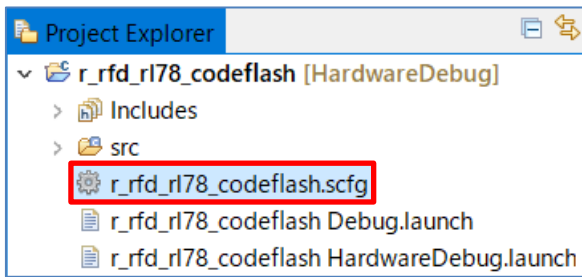 Project Explorer
r_rfd_rl78_codeflash [HardwareDebug]
Includes
src
r_rfd_rl78_codeflash.scfg
r_rfd_rl78_codeflash Debug.launch
r_rfd_rl78_codeflash HardwareDebug.launch